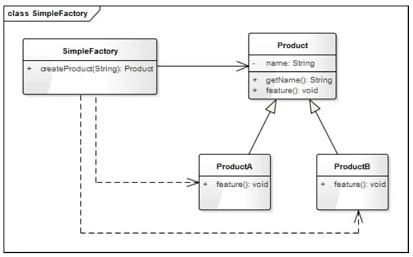 class SimpleFactory
SimpleFactory
+ createProduct(String): Product
Product
- name: String
+ getName(): String
+ feature(): void
ProductA
+ feature(): void
ProductB
+ feature(): void